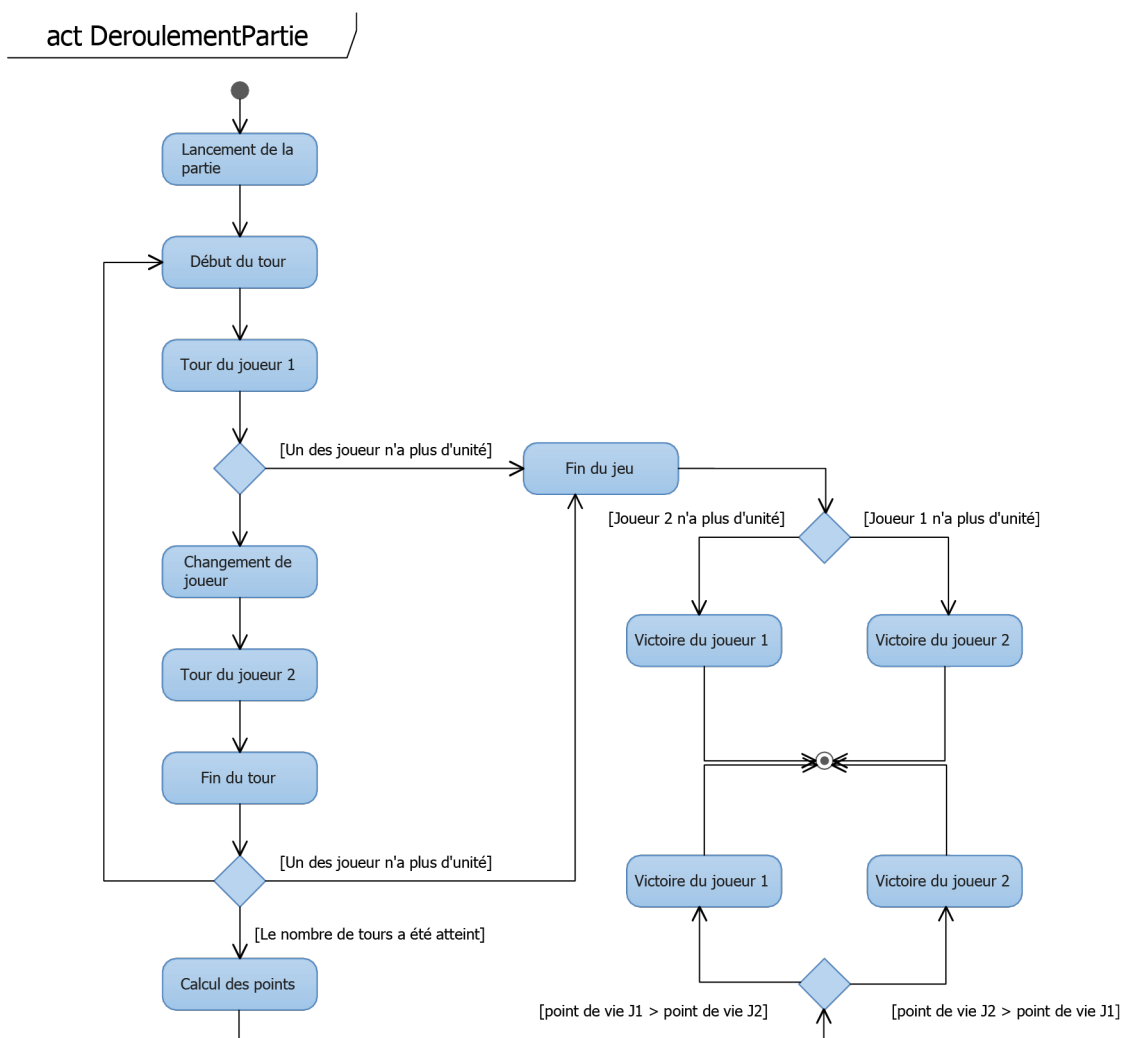 act DeroulementPartie
Lancement de la
partie
Début du tour
Tour du joueur 1
[Un des joueur n'a plus d'unité]
Fin du jeu
[Joueur 2 n'a plus d'unité]
[Joueur 1 n'a plus d'unité]
Changement de
joueur
Victoire du joueur 1
Victoire du joueur 2
Tour du joueur 2
Fin du tour
[Un des joueur n'a plus d'unité]
Victoire du joueur 1
Victoire du joueur 2
[Le nombre de tours a été atteint]
Calcul des points
[point de vie J1 > point de vie J2]
[point de vie J2 > point de vie J1]